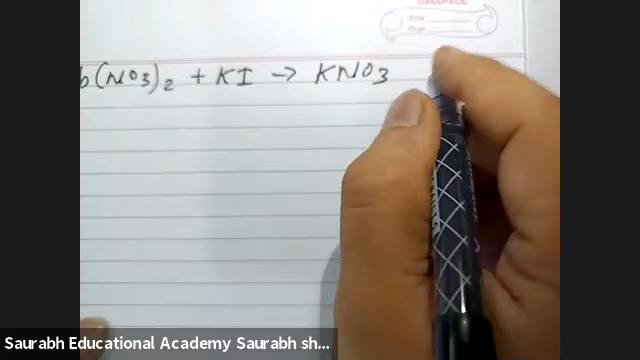 b(NO3)2 + KI → KNO3
Saurabh Educational Academy Saurabh sh...